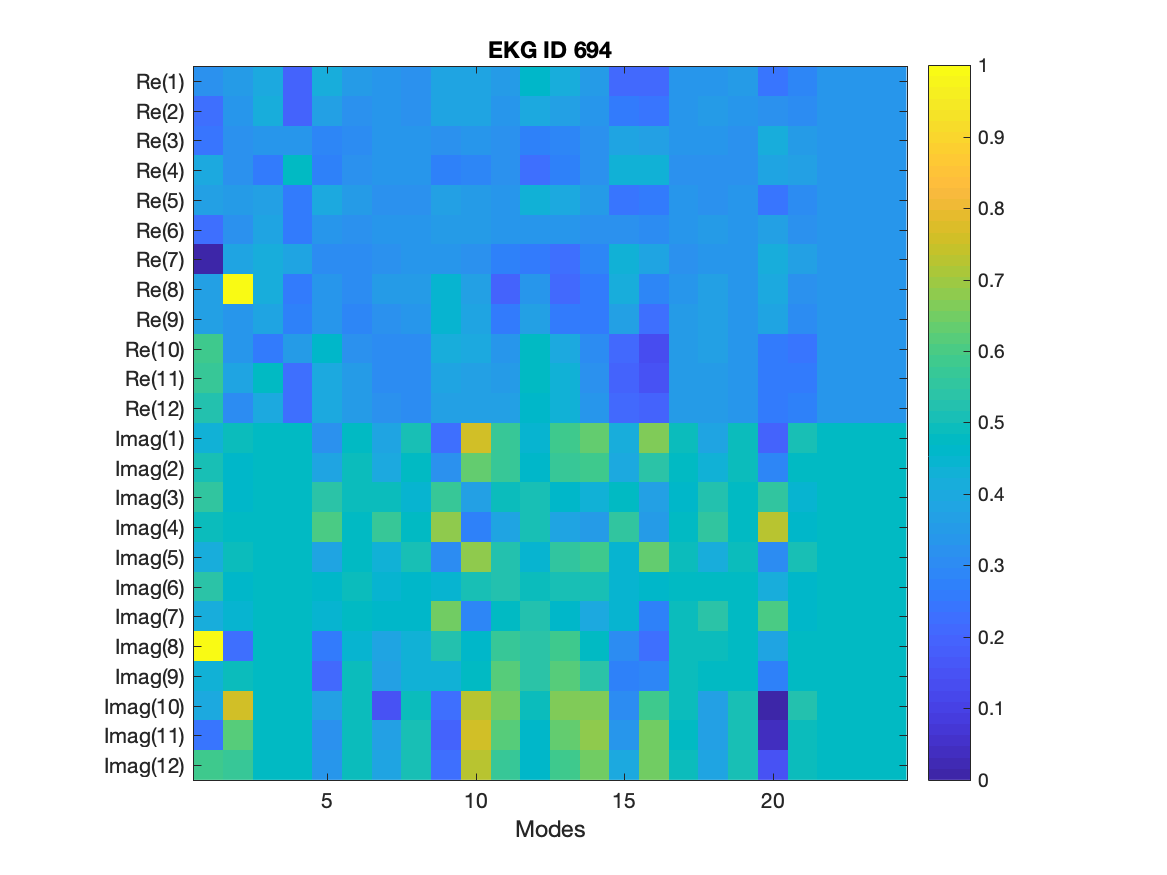 EKG ID 694
Re(1)
Re(2)
Re(3)
Re(4)
Re(5)
Re(6)
Re(7)
Re(8)
Re(9)
Re(10)
Re(11)
Re(12)
Imag(1)
Imag(2)
Imag(3)
Imag(4)
Imag(5)
Imag(6)
Imag(7)
Imag(8)
Imag(9)
Imag(10)
Imag(11)
Imag(12)
5 10 15 20
Modes
1
0.9
0.8
0.7
0.6
0.5
0.4
0.3
0.2
0.1
0